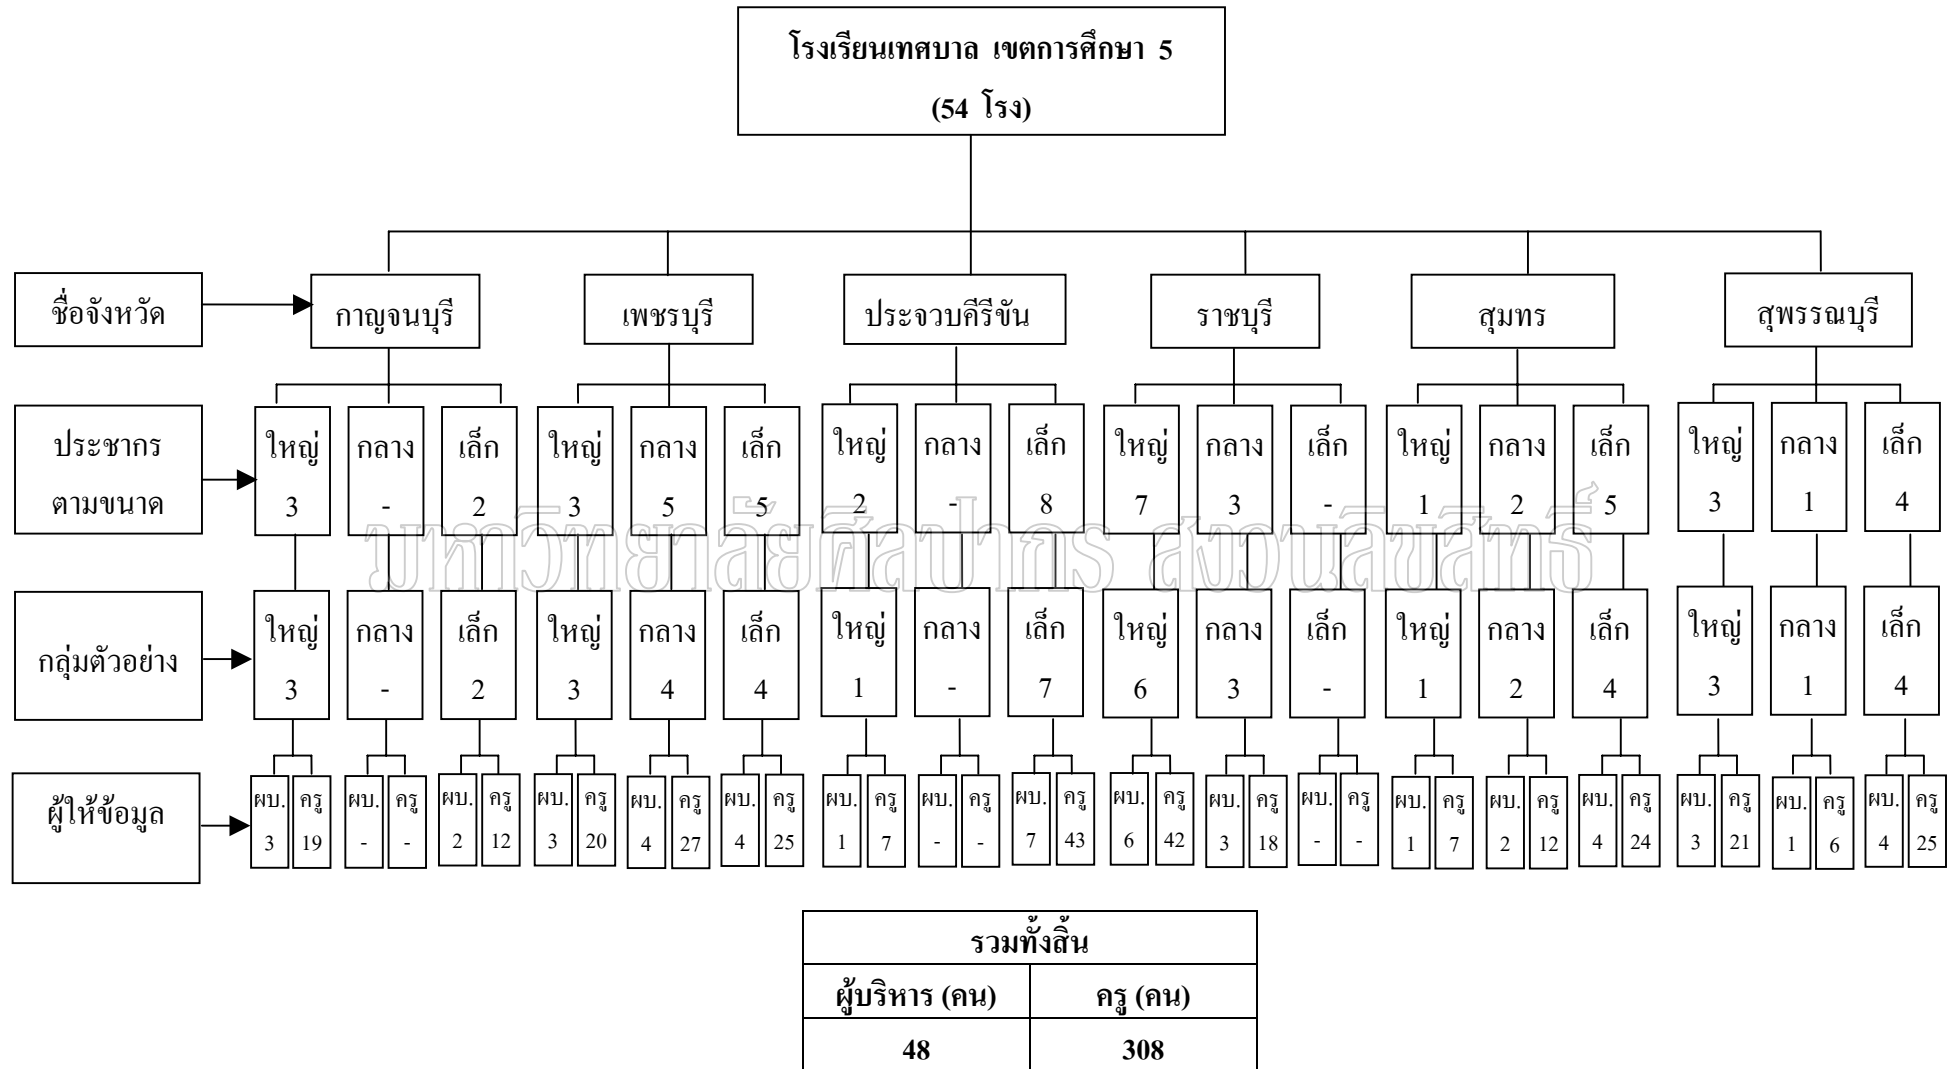 โรงเรียนเทศบาล เขตการศึกษา 5
(54 โรง)
ชื่อจังหวัด
กาญจนบุรี เพชรบุรี ประจวบคีรีขัน ราชบุรี สุมทร สุพรรณบุรี
ประชากร
ตามขนาด
ใหญ่ กลาง เล็ก ใหญ่ กลาง เล็ก ใหญ่ กลาง เล็ก ใหญ่ กลาง เล็ก ใหญ่ กลาง เล็ก ใหญ่ กลาง เล็ก
3 - 2 3 5 5 2 - 8 7 3 - 1 2 5 3 1 4
มหาวิทยาลัยศิลปากร สงวนลิขสิทธิ์
กลุ่มตัวอย่าง
ใหญ่ กลาง เล็ก ใหญ่ กลาง เล็ก ใหญ่ กลาง เล็ก ใหญ่ กลาง เล็ก ใหญ่ กลาง เล็ก ใหญ่ กลาง เล็ก
3 - 2 3 4 4 1 - 7 6 3 - 1 2 4 3 1 4
ผู้ให้ข้อมูล
ผบ. ครู ผบ. ครู ผบ. ครู ผบ. ครู ผบ. ครู ผบ. ครู ผบ. ครู ผบ. ครู ผบ. ครู ผบ. ครู ผบ. ครู ผบ. ครู ผบ. ครู ผบ. ครู ผบ. ครู ผบ. ครู ผบ. ครู ผบ. ครู
3 19 - - 2 12 3 20 4 27 4 25 1 7 - - 7 43 6 42 3 18 - - 1 7 2 12 4 24 3 21 1 6 4 25
รวมทั้งสิ้น
ผู้บริหาร (คน) ครู (คน)
48 308